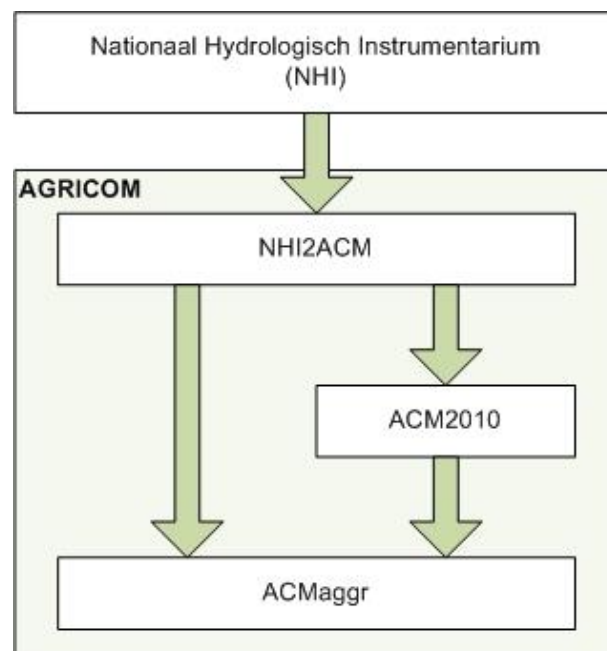 Nationaal Hydrologisch Instrumentarium
(NHI)
AGRICOM
NHI2ACM
ACM2010
ACMaggr